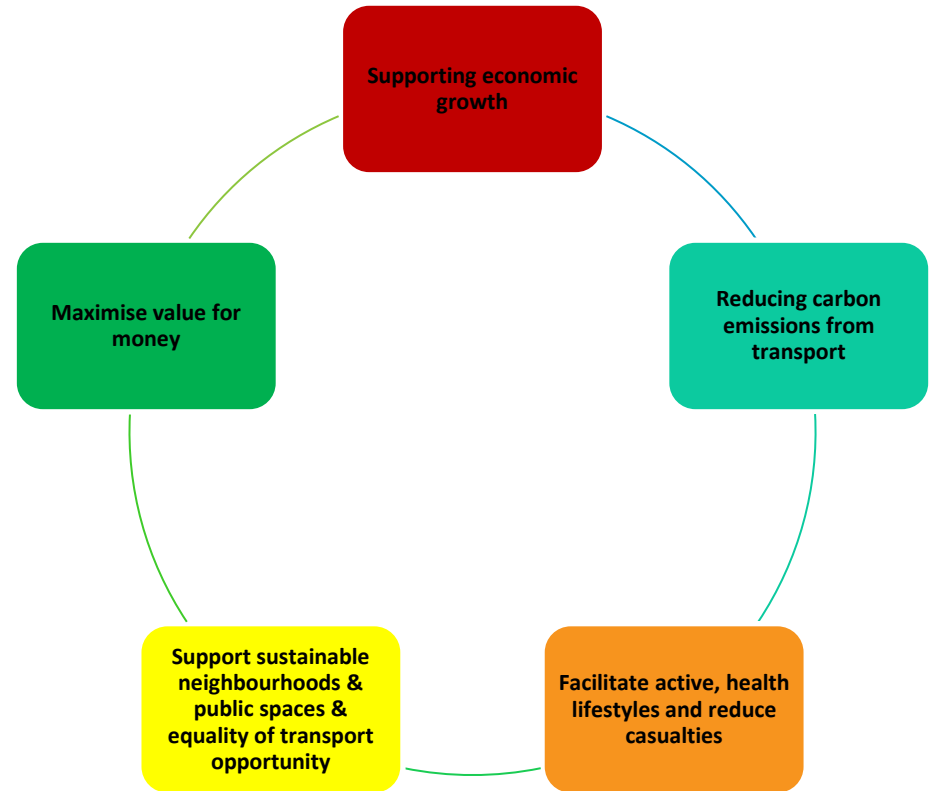 Supporting economic
growth
Reducing carbon
emissions from
transport
Facilitate active, health
lifestyles and reduce
casualties
Support sustainable
neighbourhoods &
public spaces &
equality of transport
opportunity
Maximise value for
money